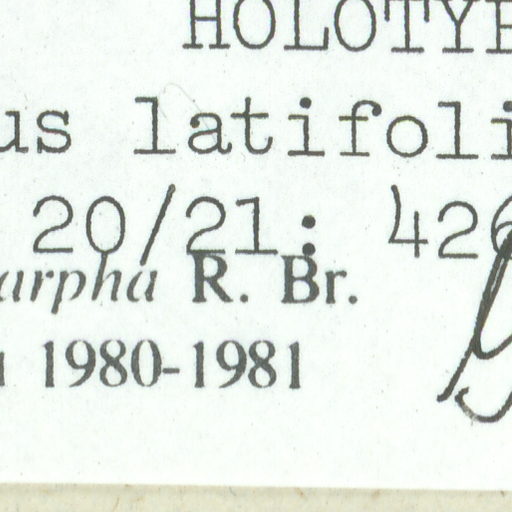 HOLOTYP
us latifoli
20/21: 426
arpha R. Br.
1980-1981